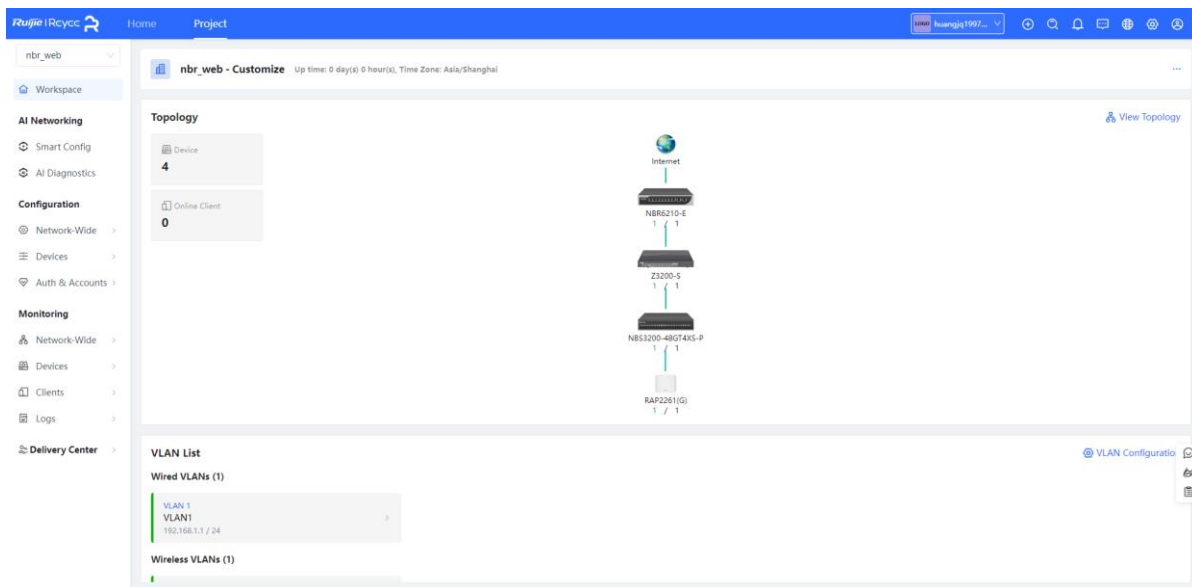 Ruijie | Rcycc
Home
Project
LOGO huangjq1997...
nbr_web
Workspace
AI Networking
Smart Config
AI Diagnostics
Configuration
Network-Wide
Devices
Auth & Accounts
Monitoring
Network-Wide
Devices
Clients
Logs
Delivery Center
nbr_web - Customize Up time: 0 day(s) 0 hour(s), Time Zone: Asia/Shanghai
...
Topology
View Topology
Device
4
Online Client
0
Internet
NBR6210-E
1 / 1
Z3200-S
1 / 1
NBS3200-48GT4XS-P
1 / 1
RAP2261(G)
1 / 1
VLAN List
VLAN Configuratio
Wired VLANs (1)
VLAN 1
VLAN1
192.168.1.1 / 24
Wireless VLANs (1)